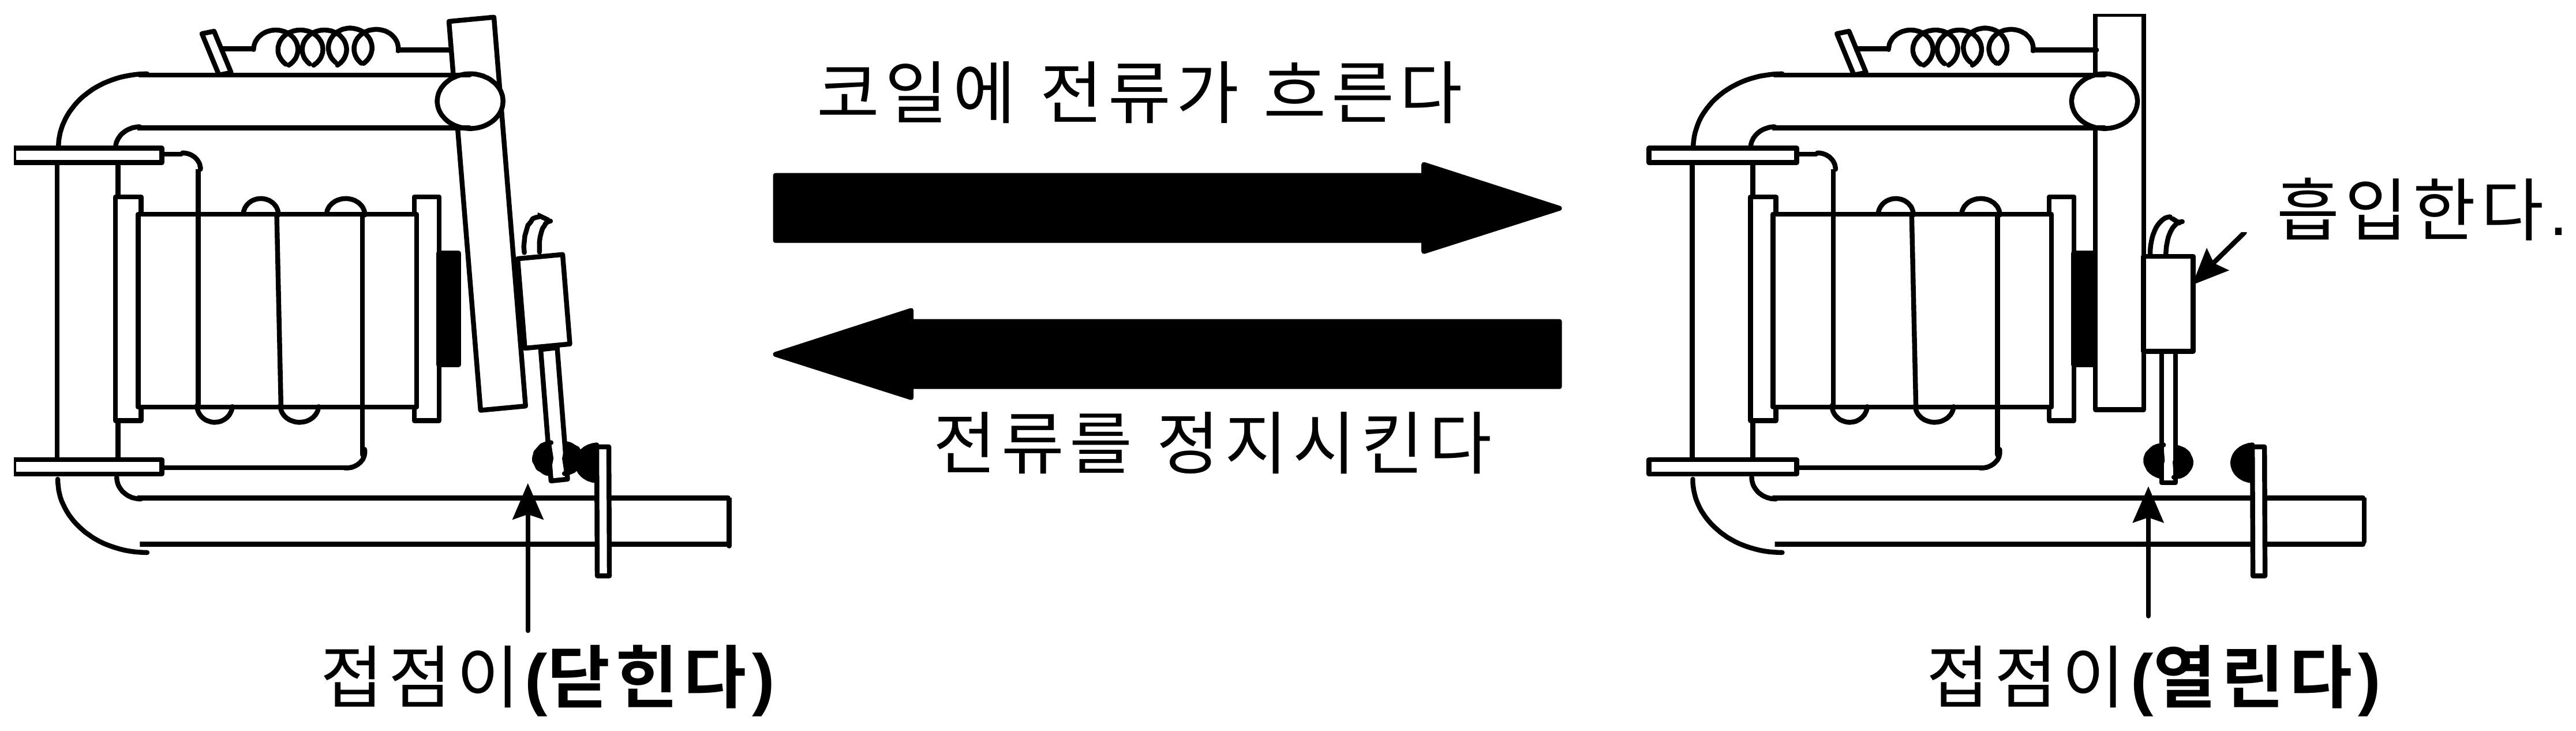 코일에 전류가 흐른다
흡입한다.
전류를 정지시킨다
접점이(닫힌다)
접점이(열린다)